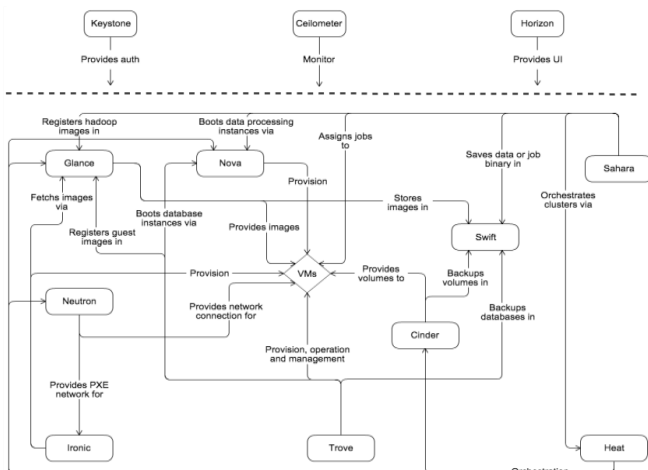 Keystone
Ceilometer
Horizon
Provides auth
Monitor
Provides UI
Registers hadoop
images in
Boots data processing
instances via
Assigns jobs
to
Saves data or job
binary in
Glance
Nova
Sahara
Fetchs images
via
Provision
Stores
images in
Orchestrates
clusters via
Registers guest
images in
Boots database
instances via
Provides images
Swift
Provision
VMs
Provides
volumes to
Backups
volumes in
Neutron
Provides network
connection for
Backups
databases in
Cinder
Provision, operation
and management
Provides PXE
network for
Ironic
Trove
Heat
Orchestration